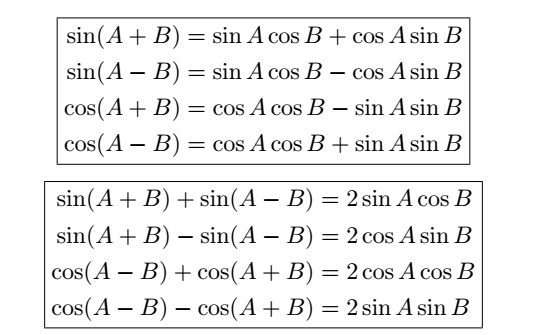 sin(A + B) = sin A cos B + cos A sin B
sin(A − B) = sin A cos B − cos A sin B
cos(A + B) = cos A cos B − sin A sin B
cos(A − B) = cos A cos B + sin A sin B
sin(A + B) + sin(A − B) = 2 sin A cos B
sin(A + B) − sin(A − B) = 2 cos A sin B
cos(A − B) + cos(A + B) = 2 cos A cos B
cos(A − B) − cos(A + B) = 2 sin A sin B